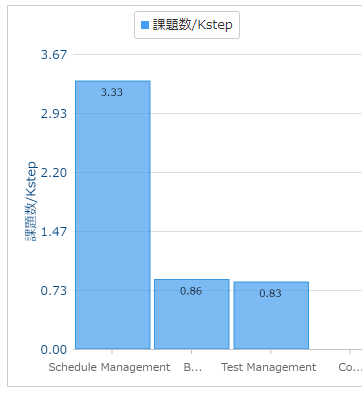 課題数/Kstep
3.67
2.93
2.20
1.47
0.73
0.00
課題数/Kstep
3.33
0.86
0.83
Schedule Management
B...
Test Management
Co...